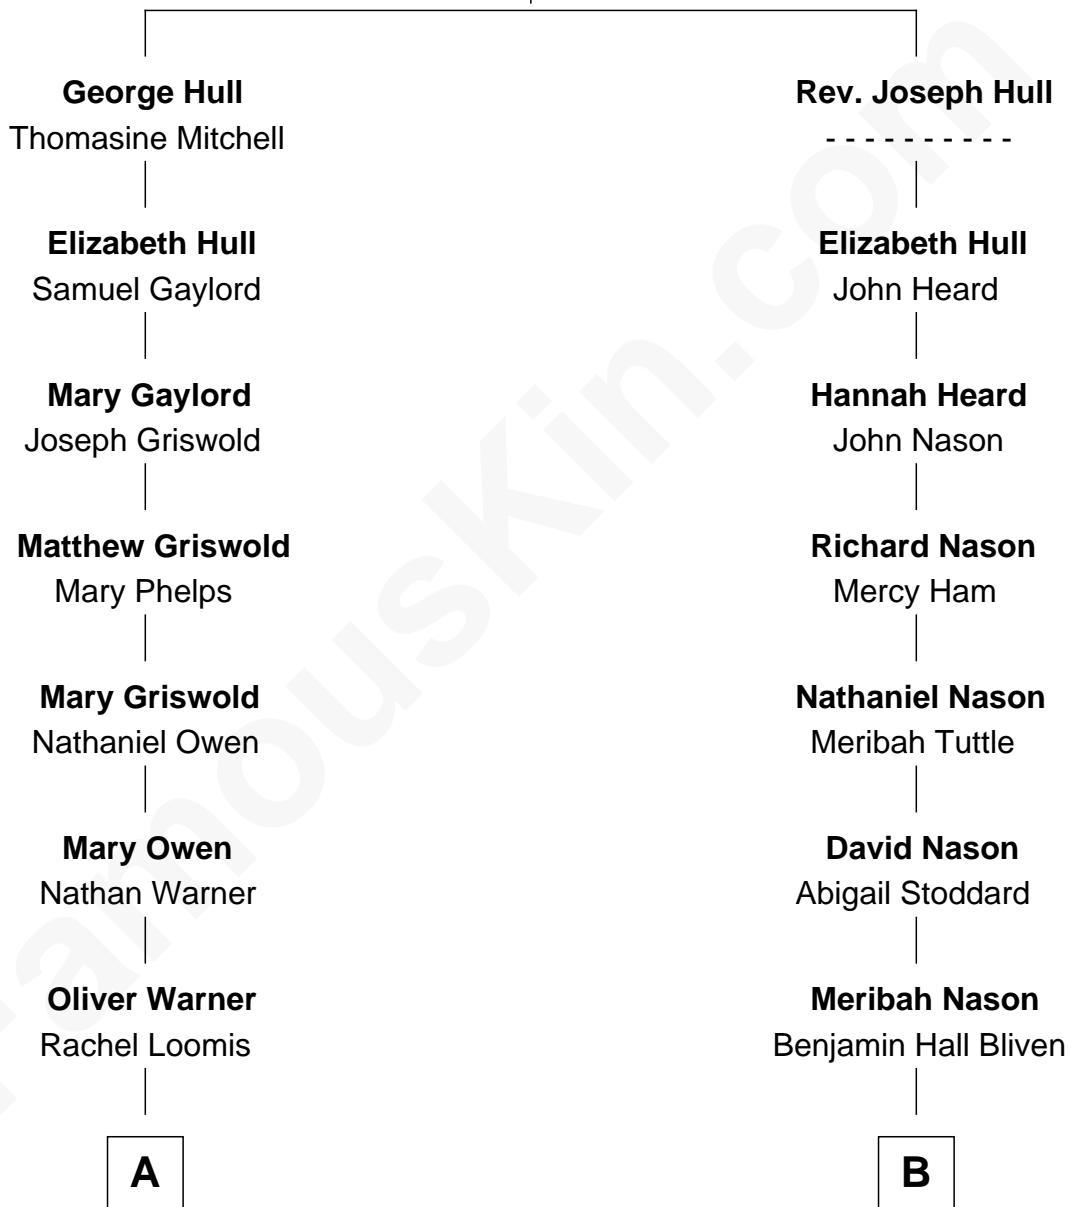 George Hull
Thomasine Mitchell
Elizabeth Hull
Samuel Gaylord
Mary Gaylord
Joseph Griswold
Matthew Griswold
Mary Phelps
Mary Griswold
Nathaniel Owen
Mary Owen
Nathan Warner
Oliver Warner
Rachel Loomis
A
Rev. Joseph Hull
- - - - - - - - - -
Elizabeth Hull
John Heard
Hannah Heard
John Nason
Richard Nason
Mercy Ham
Nathaniel Nason
Meribah Tuttle
David Nason
Abigail Stoddard
Meribah Nason
Benjamin Hall Bliven
B
FamousKin.com